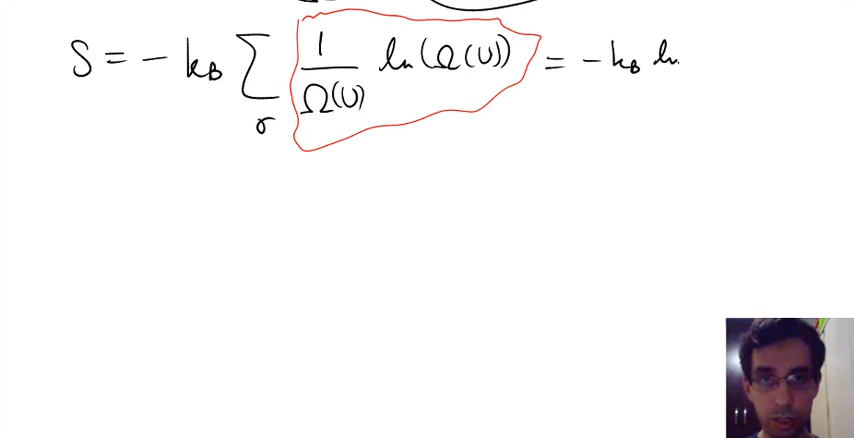 S = - k_B ∑_σ 1/Ω(U) ln(Ω(U)) = - k_B ln